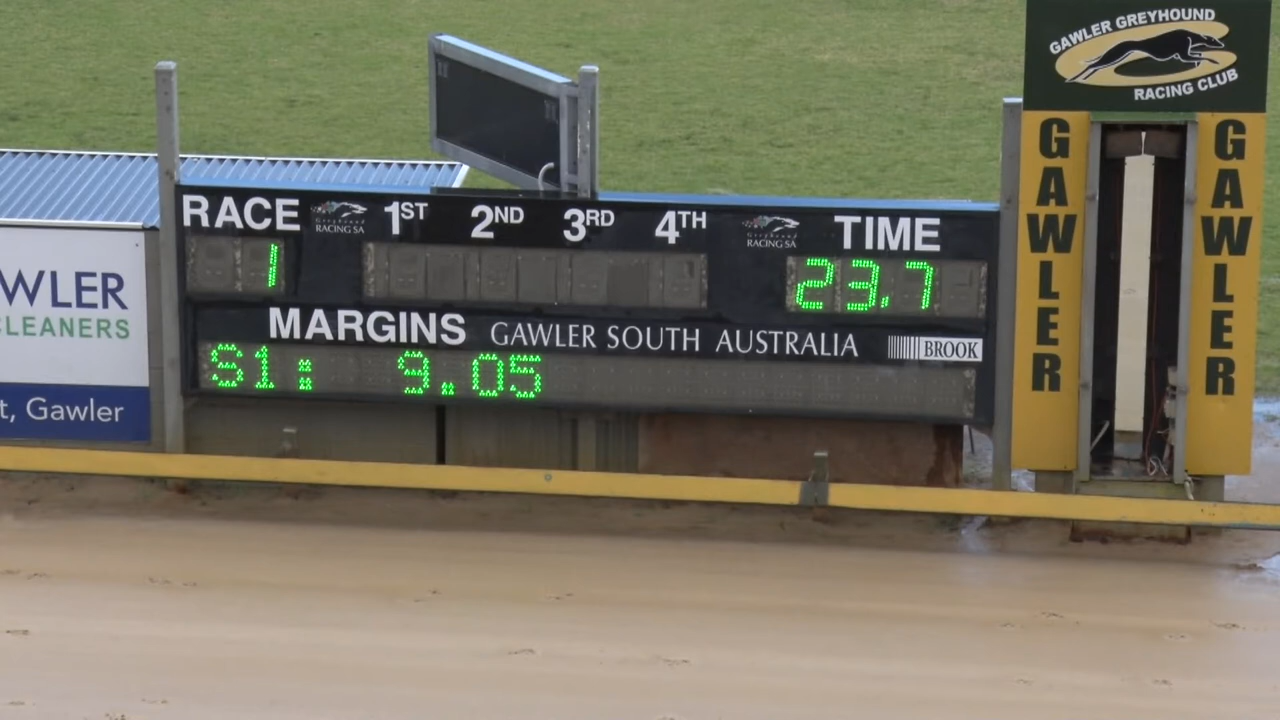 GAWLER GREYHOUND
RACING CLUB
GAWLER
GAWLER
RACE 1ST 2ND 3RD 4TH TIME
Greyhound
RACING SA
Greyhound
RACING SA
1 23.7
MARGINS GAWLER SOUTH AUSTRALIA BROOK
S1: 9.05
WLER
CLEANERS
t, Gawler